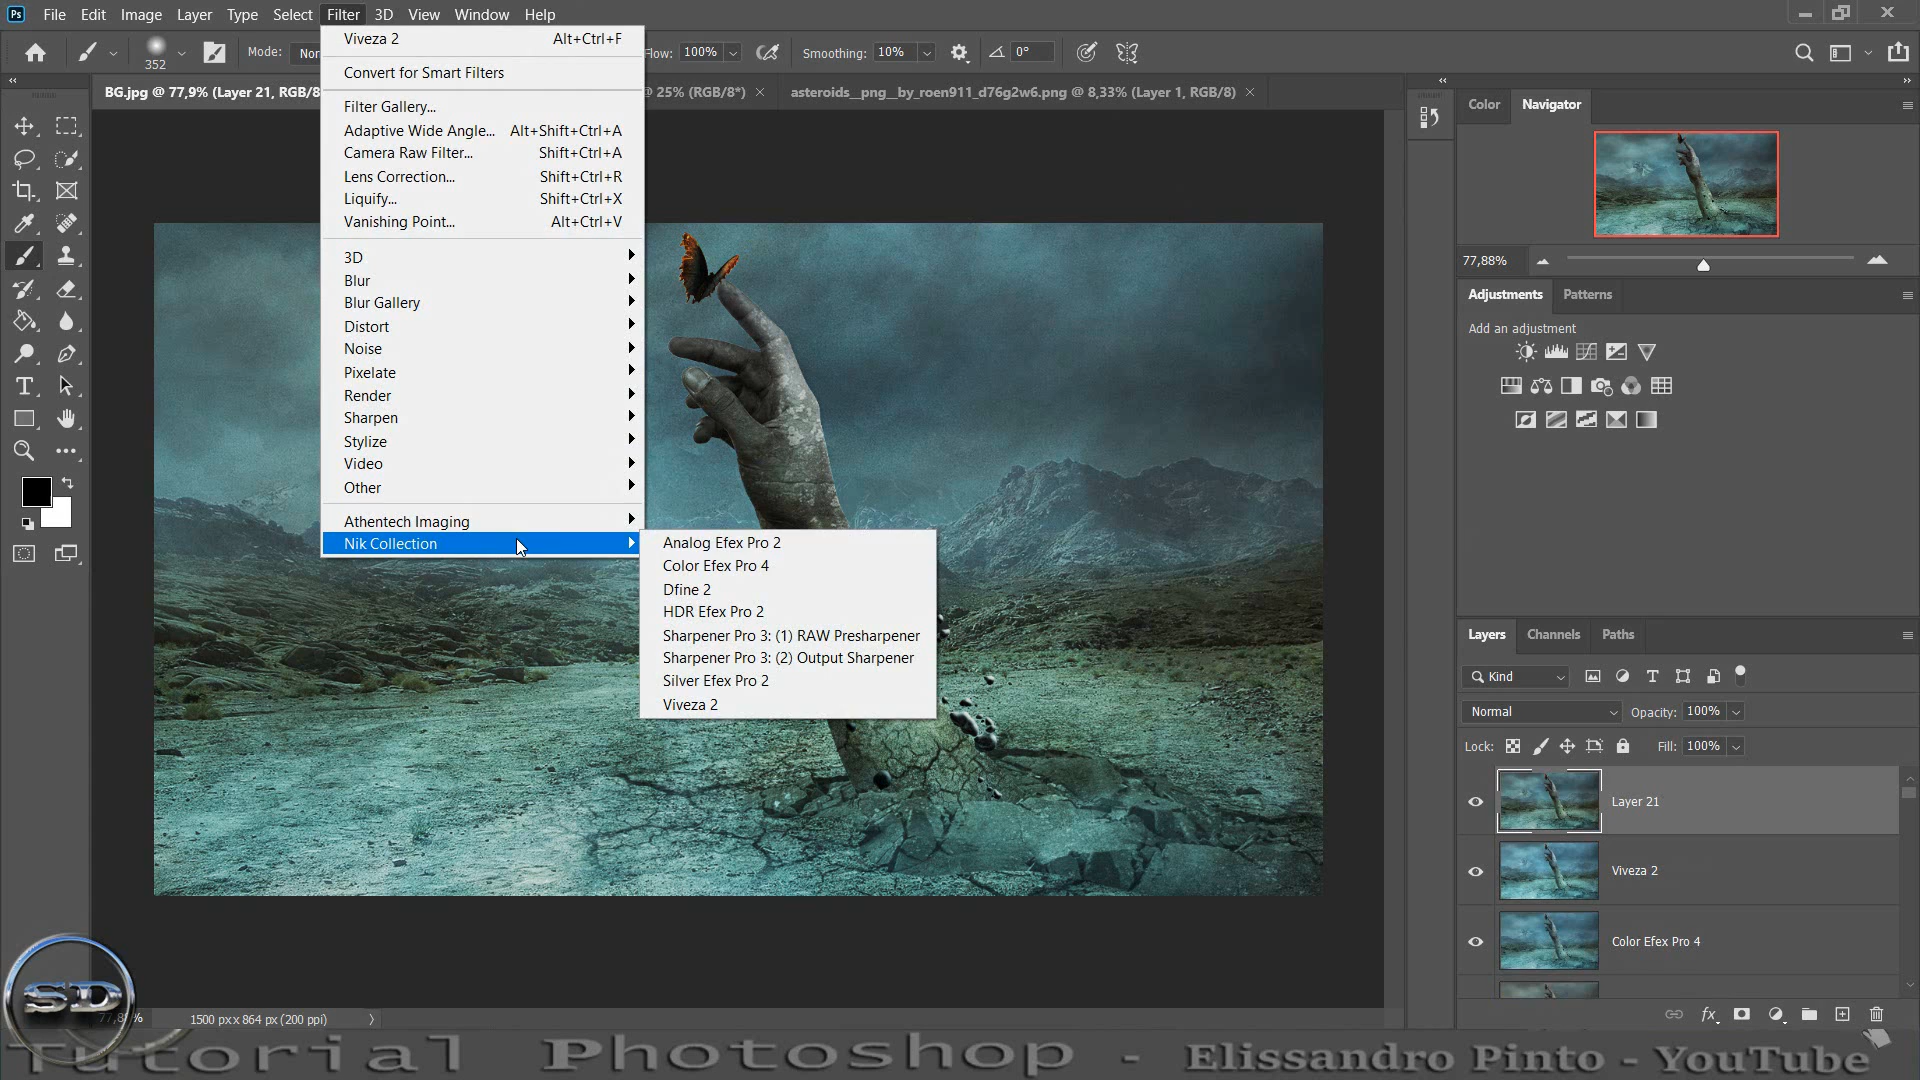 Ps File Edit Image Layer Type Select Filter 3D View Window Help
352 Mode: Nor Flow: 100% Smoothing: 10% 0°
BG.jpg @ 77,9% (Layer 21, RGB/8 @ 25% (RGB/8*) × asteroids__png__by_roen911_d76g2w6.png @ 8,33% (Layer 1, RGB/8) ×
Viveza 2 Alt+Ctrl+F
Convert for Smart Filters
Filter Gallery...
Adaptive Wide Angle... Alt+Shift+Ctrl+A
Camera Raw Filter... Shift+Ctrl+A
Lens Correction... Shift+Ctrl+R
Liquify... Shift+Ctrl+X
Vanishing Point... Alt+Ctrl+V
3D
Blur
Blur Gallery
Distort
Noise
Pixelate
Render
Sharpen
Stylize
Video
Other
Athentech Imaging
Nik Collection
Analog Efex Pro 2
Color Efex Pro 4
Dfine 2
HDR Efex Pro 2
Sharpener Pro 3: (1) RAW Presharpener
Sharpener Pro 3: (2) Output Sharpener
Silver Efex Pro 2
Viveza 2
Color Navigator
77,88%
Adjustments Patterns
Add an adjustment
Layers Channels Paths
Kind
Normal Opacity: 100%
Lock: Fill: 100%
Layer 21
Viveza 2
Color Efex Pro 4
fx
SD
77,88% 1500 px x 864 px (200 ppi)
Tutorial Photoshop - Elissandro Pinto - YouTube